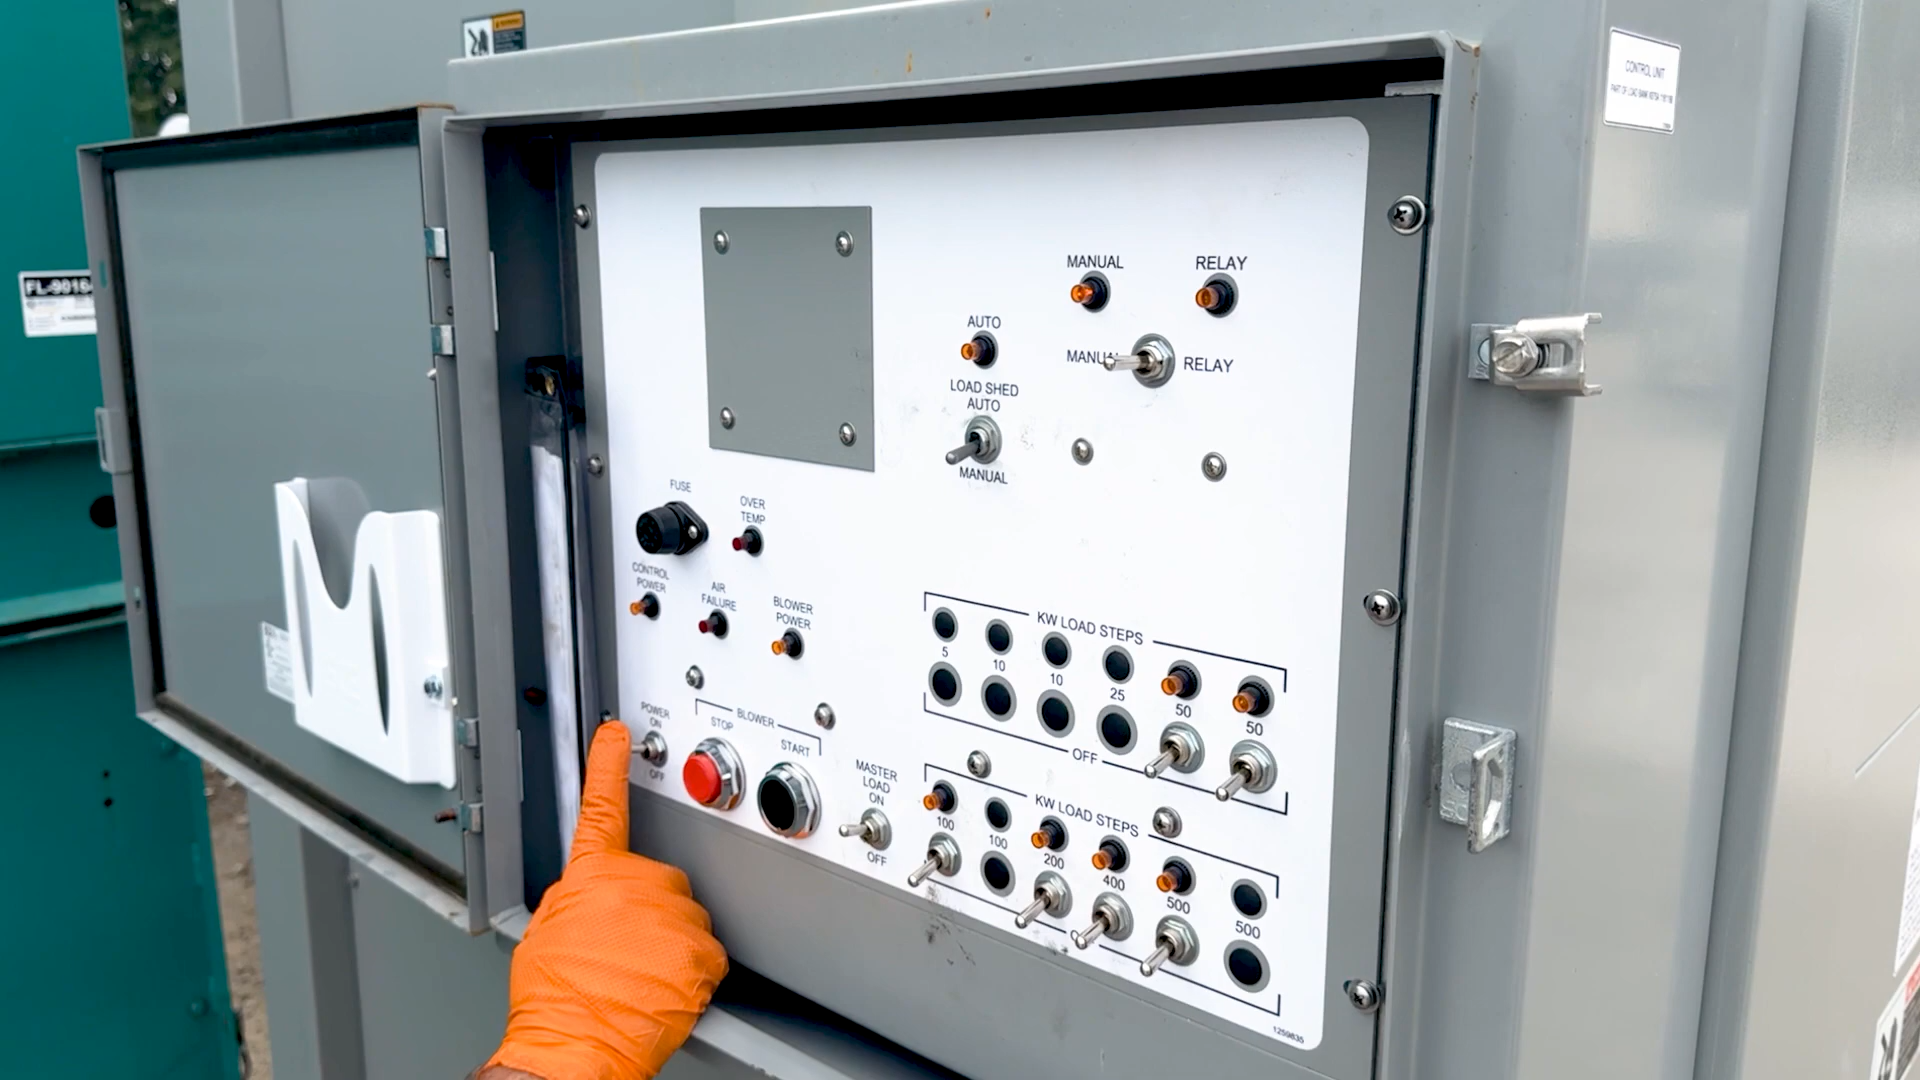 CONTROL UNIT
FL-9016
MANUAL
RELAY
AUTO
MANUAL
RELAY
LOAD SHED
AUTO
MANUAL
FUSE
OVER
TEMP
CONTROL
POWER
AIR
FAILURE
BLOWER
POWER
KW LOAD STEPS
5
10
10
25
50
50
OFF
POWER
ON
OFF
BLOWER
STOP
START
MASTER
LOAD
ON
OFF
KW LOAD STEPS
100
100
200
400
500
500
1259835